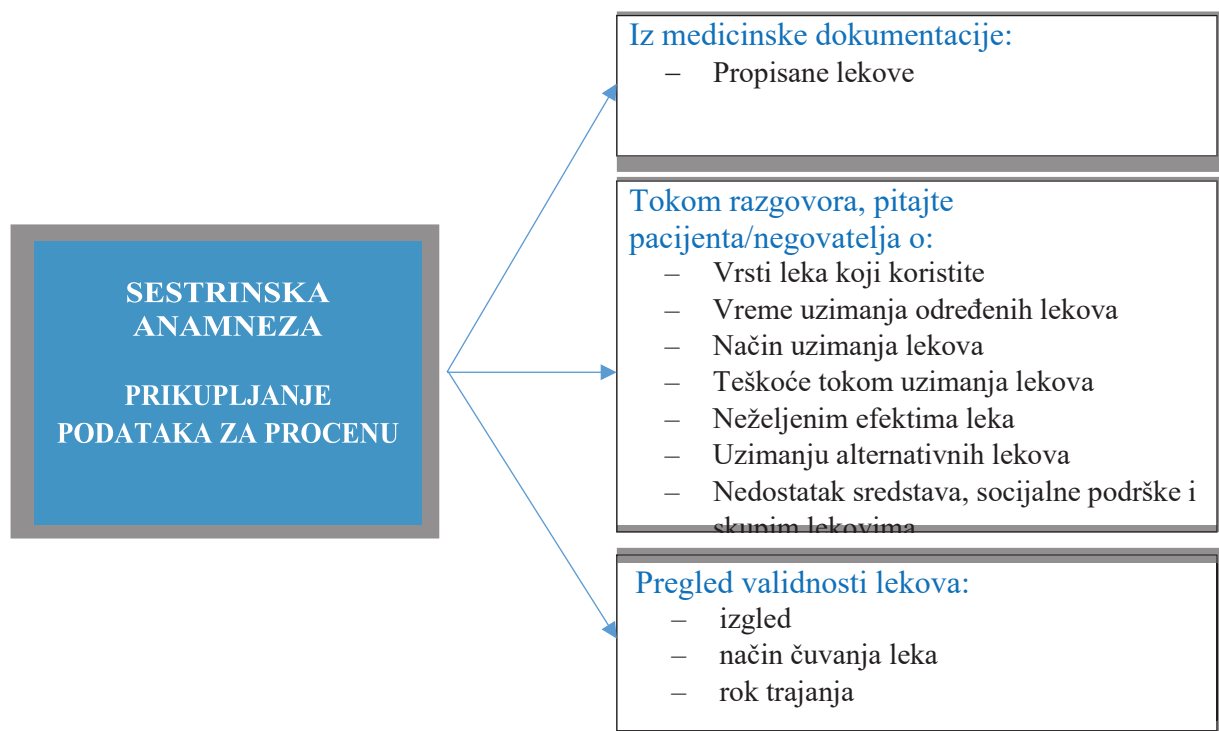 SESTRINSKA
ANAMNEZA
PRIKUPLJANJE
PODATAKA ZA PROCENU
Iz medicinske dokumentacije:
– Propisane lekove
Tokom razgovora, pitajte
pacijenta/negovatelja o:
– Vrsti leka koji koristite
– Vreme uzimanja određenih lekova
– Način uzimanja lekova
– Teškoće tokom uzimanja lekova
– Neželjenim efektima leka
– Uzimanju alternativnih lekova
– Nedostatak sredstava, socijalne podrške i
skupim lekovima
Pregled validnosti lekova:
– izgled
– način čuvanja leka
– rok trajanja